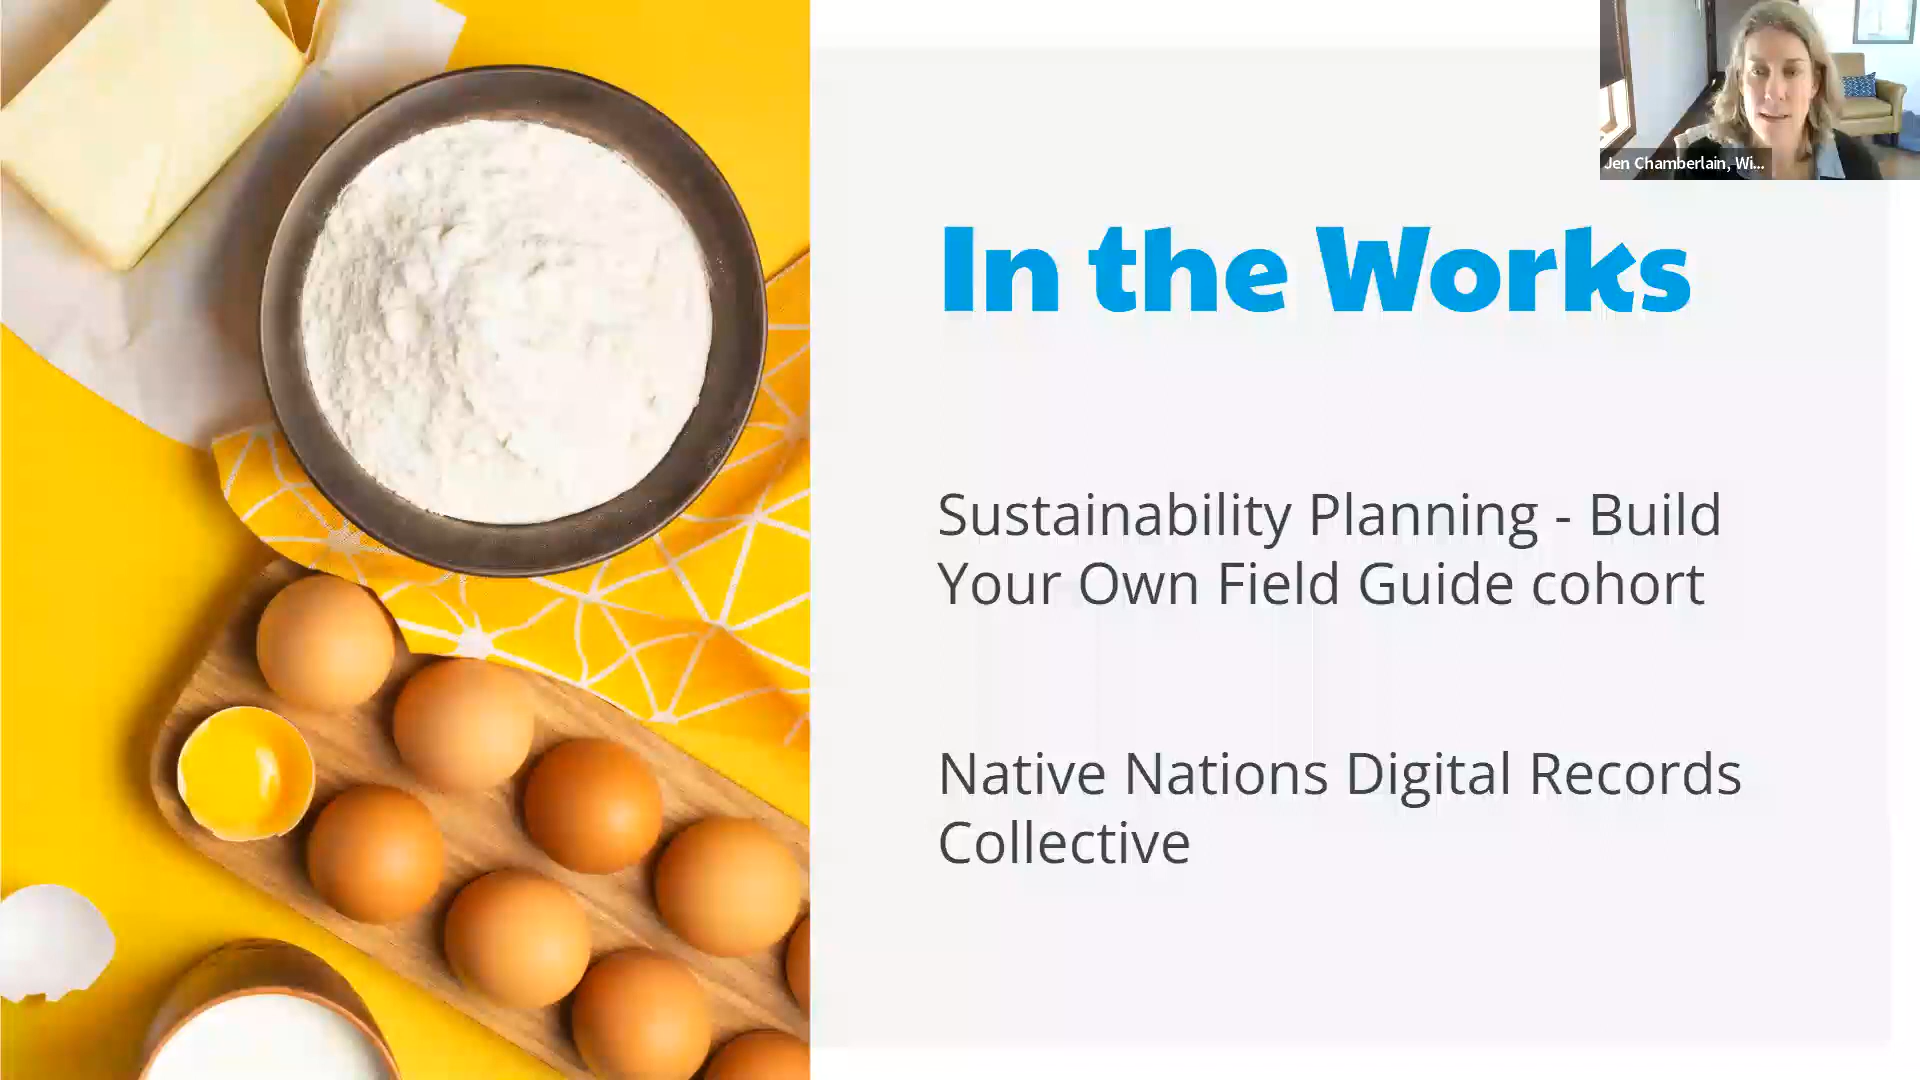 Jen Chamberlain, Wi...
In the Works
Sustainability Planning - Build
Your Own Field Guide cohort
Native Nations Digital Records
Collective